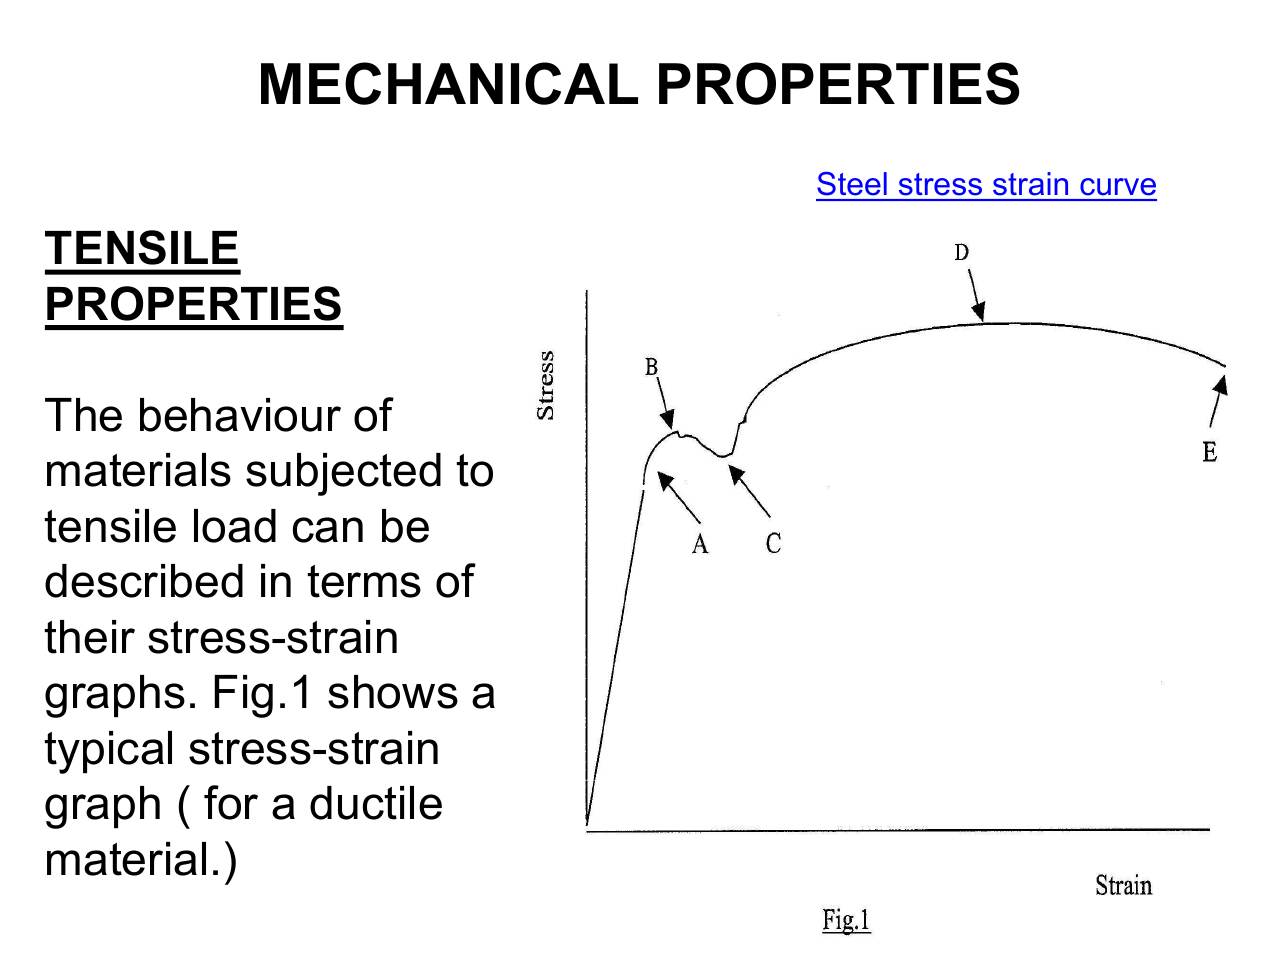 MECHANICAL PROPERTIES
Steel stress strain curve
TENSILE
PROPERTIES
The behaviour of
materials subjected to
tensile load can be
described in terms of
their stress-strain
graphs. Fig.1 shows a
typical stress-strain
graph ( for a ductile
material.)
D
Stress
B
E
A
C
Strain
Fig.1